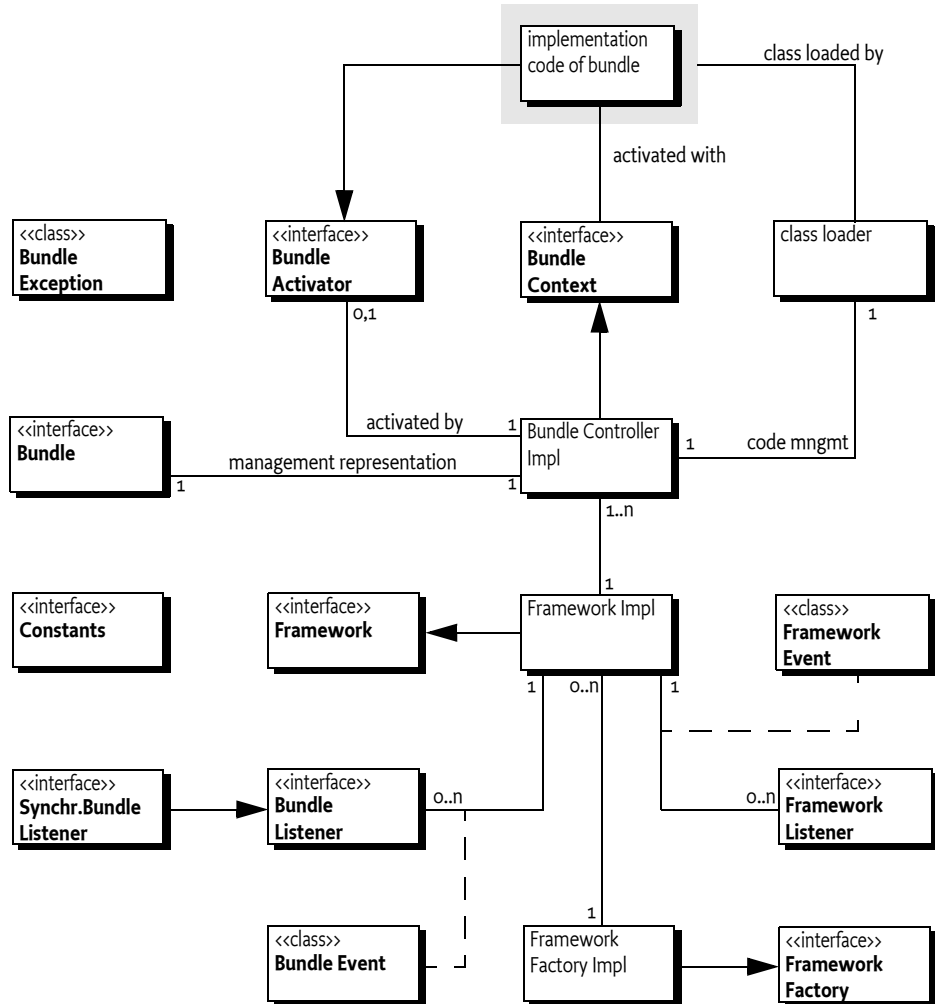 implementation
code of bundle
class loaded by
activated with
<<class>>
Bundle
Exception
<<interface>>
Bundle
Activator
<<interface>>
Bundle
Context
class loader
0,1
1
activated by
1
Bundle Controller
Impl
1
code mngmt
<<interface>>
Bundle
management representation
1
1
1..n
1
<<interface>>
Constants
<<interface>>
Framework
Framework Impl
<<class>>
Framework
Event
1
0..n
1
<<interface>>
Synchr.Bundle
Listener
<<interface>>
Bundle
Listener
0..n
0..n
<<interface>>
Framework
Listener
1
<<class>>
Bundle Event
Framework
Factory Impl
<<interface>>
Framework
Factory